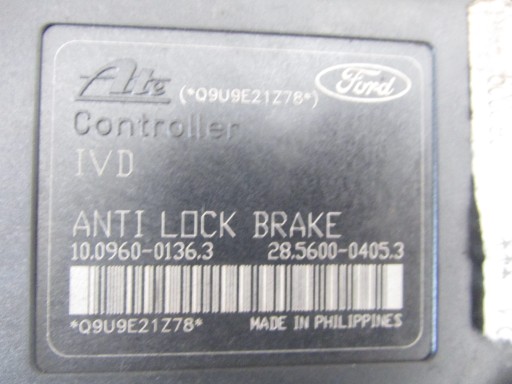 Ate (*Q9U9E21Z78*) Ford
Controller
IVD
ANTI LOCK BRAKE
10.0960-0136.3 28.5600-0405.3
*Q9U9E21Z78* MADE IN PHILIPPINES